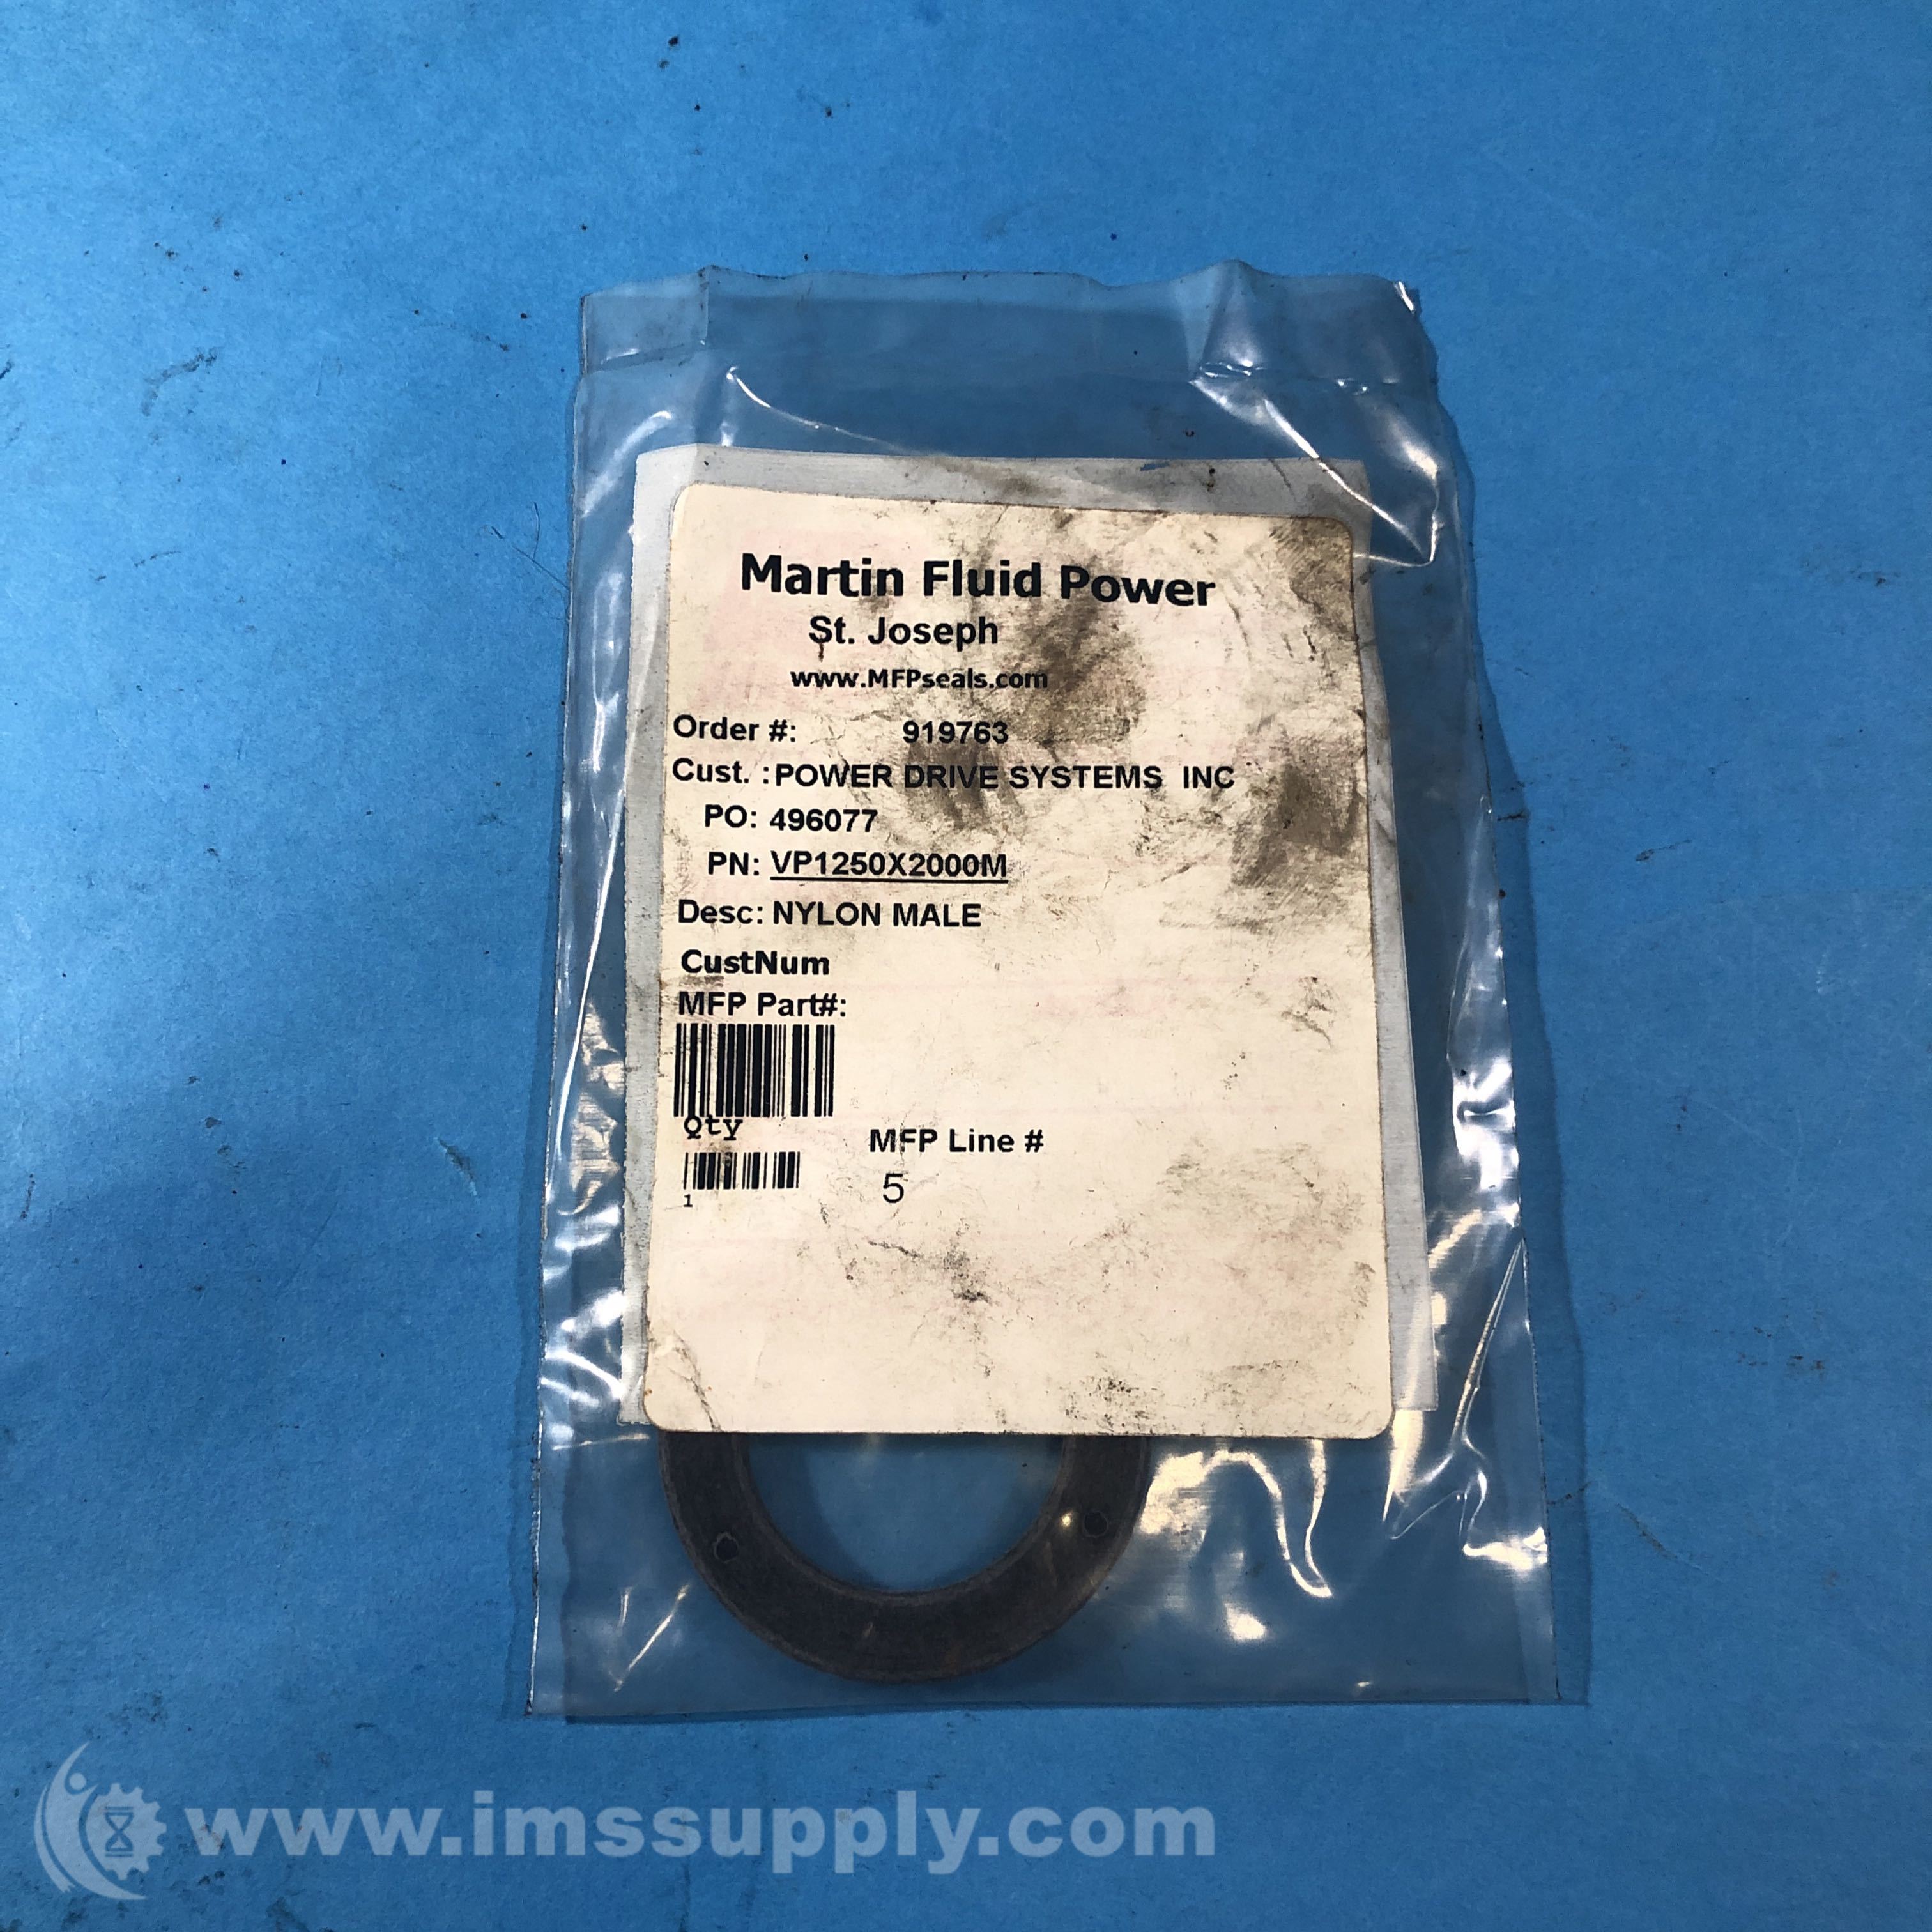 Martin Fluid Power
St. Joseph
www.MFPseals.com
Order #: 919763
Cust. :POWER DRIVE SYSTEMS INC
PO: 496077
PN: VP1250X2000M
Desc: NYLON MALE
CustNum
MFP Part#:
Qty
MFP Line #
1
5
www.imssupply.com